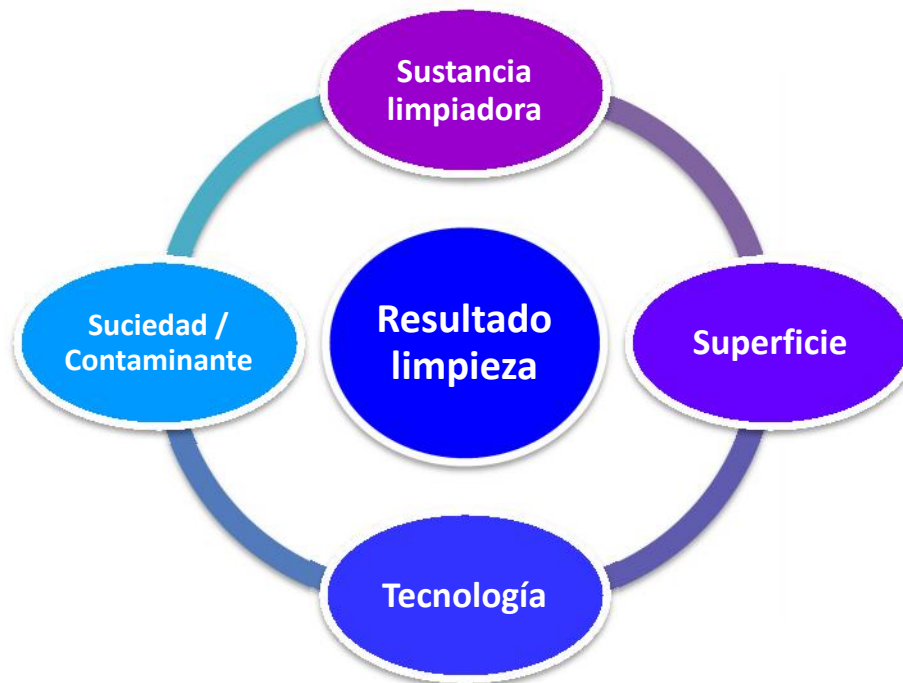 Sustancia
limpiadora
Suciedad /
Contaminante
Resultado
limpieza
Superficie
Tecnología